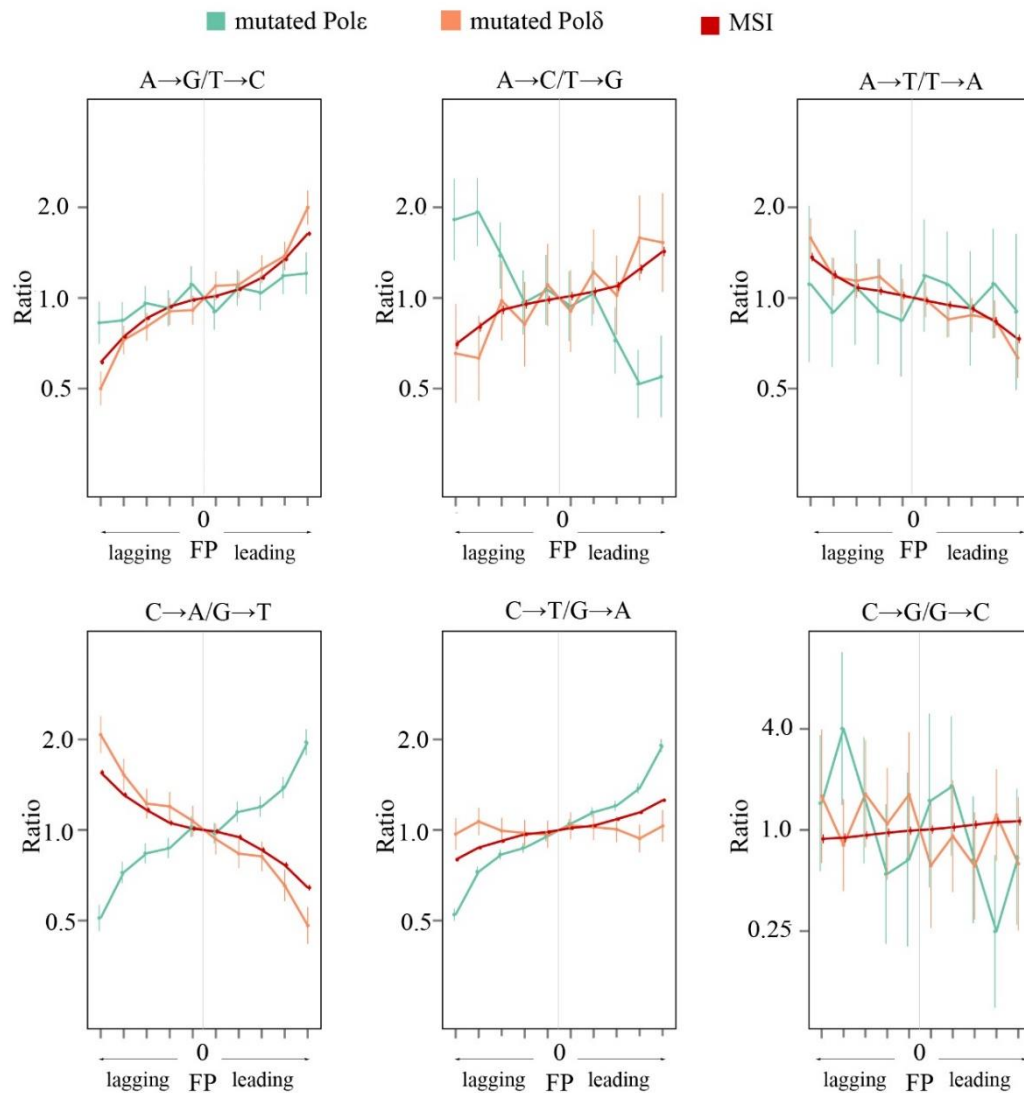 mutated Polε mutated Polδ MSI
A→G/T→C A→C/T→G A→T/T→A
2.0 2.0 2.0
Ratio Ratio Ratio
1.0 1.0 1.0
0.5 0.5 0.5
0 0 0
lagging FP leading lagging FP leading lagging FP leading
C→A/G→T C→T/G→A C→G/G→C
2.0 2.0 4.0
Ratio Ratio Ratio
1.0 1.0 1.0
0.5 0.5 0.25
0 0 0
lagging FP leading lagging FP leading lagging FP leading